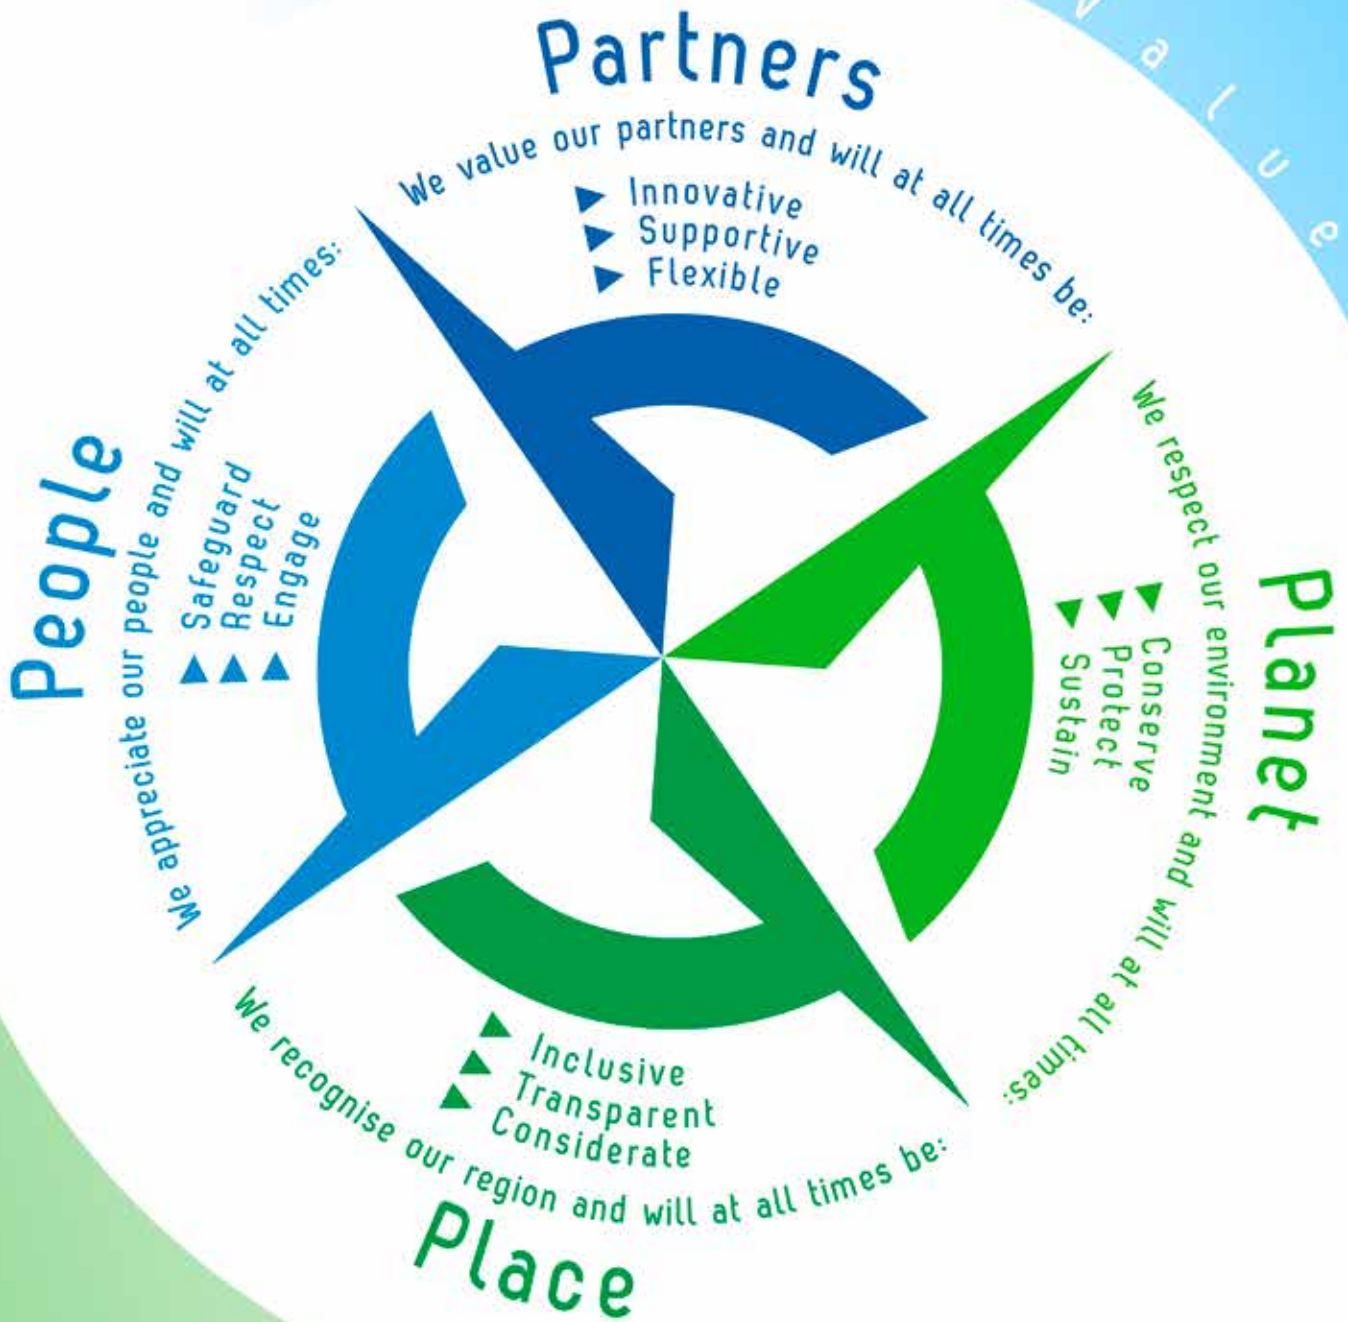 Value
Partners
We value our partners and will at all times be:
Innovative
Supportive
Flexible
Planet
We respect our environment and will at all times:
Conserve
Protect
Sustain
Place
We recognise our region and will at all times be:
Inclusive
Transparent
Considerate
People
We appreciate our people and will at all times:
Safeguard
Respect
Engage